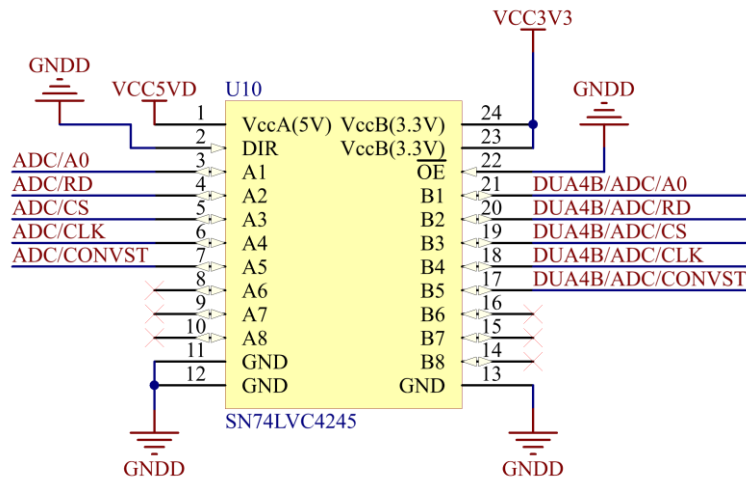 VCC3V3
GNDD
GNDD
VCC5VD
U10
1 VccA(5V) VccB(3.3V) 24
2 DIR VccB(3.3V) 23
ADC/A0 3 A1 OE 22
ADC/RD 4 A2 B1 21 DUA4B/ADC/A0
ADC/CS 5 A3 B2 20 DUA4B/ADC/RD
ADC/CLK 6 A4 B3 19 DUA4B/ADC/CS
ADC/CONVST 7 A5 B4 18 DUA4B/ADC/CLK
8 A6 B5 17 DUA4B/ADC/CONVST
9 A7 B6 16
10 A8 B7 15
11 GND B8 14
12 GND GND 13
SN74LVC4245
GNDD
GNDD